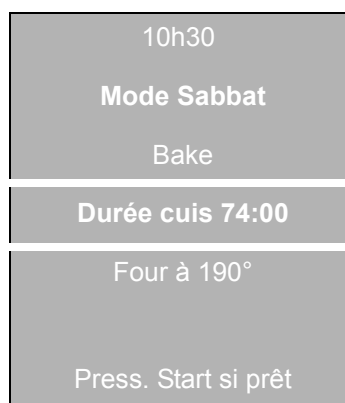 10h30
Mode Sabbat
Bake
Durée cuis 74:00
Four à 190°
Press. Start si prêt